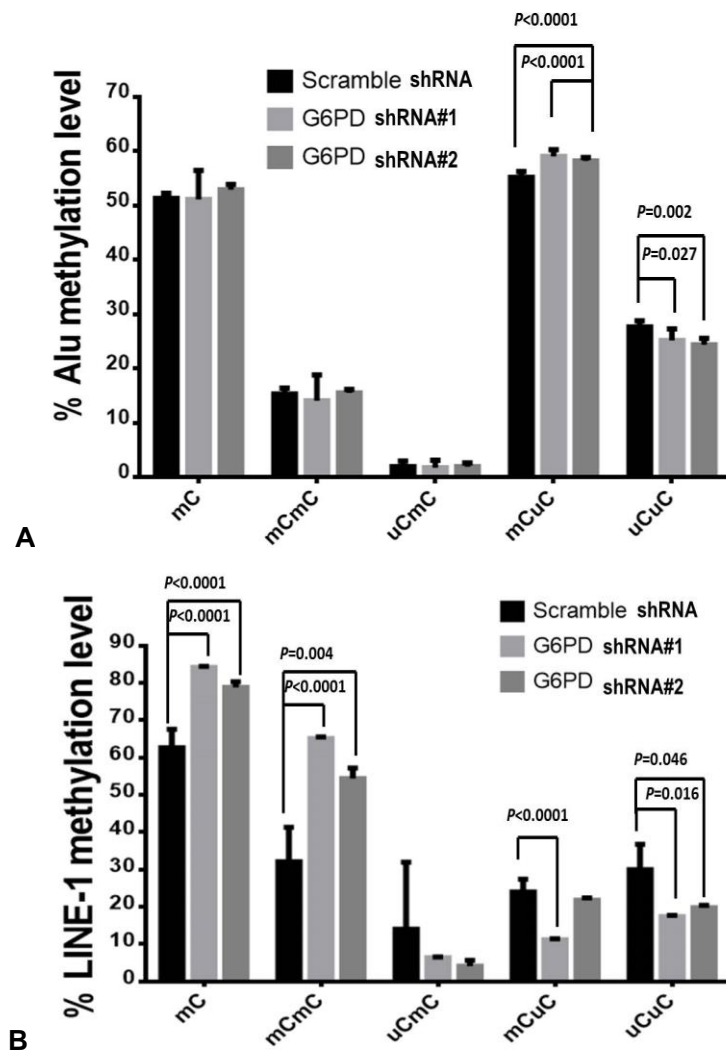 P<0.0001
P<0.0001
Scramble shRNA
G6PD shRNA#1
G6PD shRNA#2
P=0.002
P=0.027
% Alu methylation level
70
60
50
40
30
20
10
0
mC
mCmC
uCmC
mCuC
uCuC
A
P<0.0001
P<0.0001
P=0.004
P<0.0001
Scramble shRNA
G6PD shRNA#1
G6PD shRNA#2
P=0.046
P=0.016
P<0.0001
% LINE-1 methylation level
90
80
70
60
50
40
30
20
10
0
mC
mCmC
uCmC
mCuC
uCuC
B